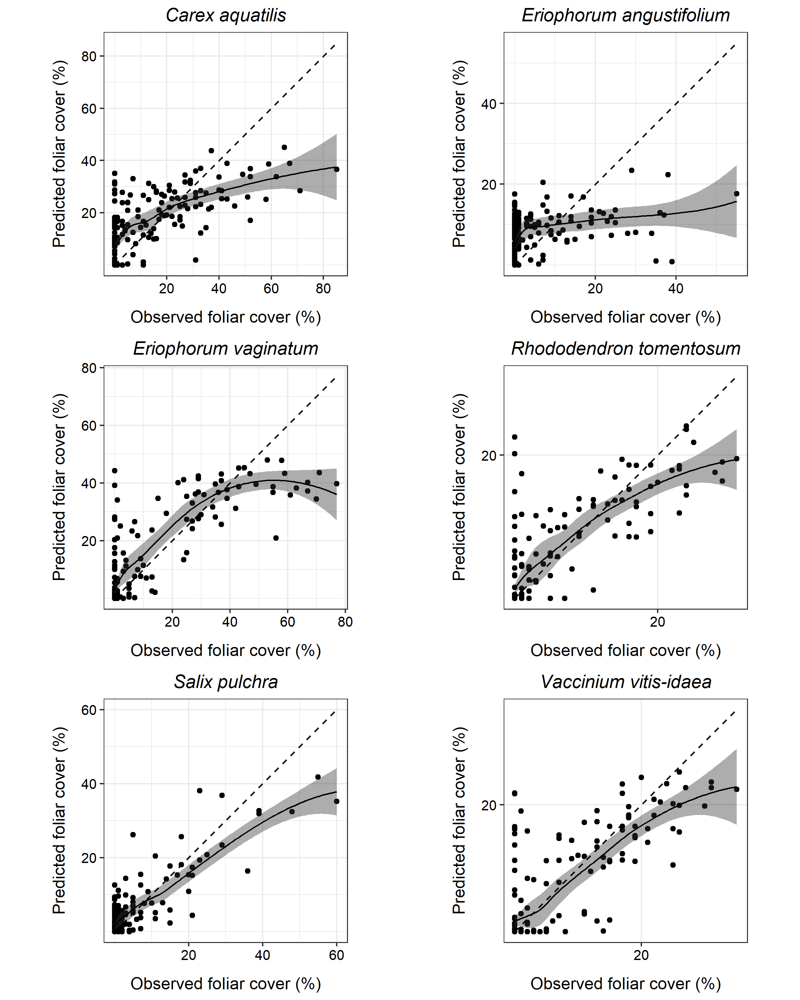 Carex aquatilis
Eriophorum angustifolium
Predicted foliar cover (%)
80
60
40
20
20 40 60 80
Observed foliar cover (%)
Predicted foliar cover (%)
40
20
20 40
Observed foliar cover (%)
Eriophorum vaginatum
Rhododendron tomentosum
Predicted foliar cover (%)
80
60
40
20
20 40 60 80
Observed foliar cover (%)
Predicted foliar cover (%)
20
20
Observed foliar cover (%)
Salix pulchra
Vaccinium vitis-idaea
Predicted foliar cover (%)
60
40
20
20 40 60
Observed foliar cover (%)
Predicted foliar cover (%)
20
20
Observed foliar cover (%)